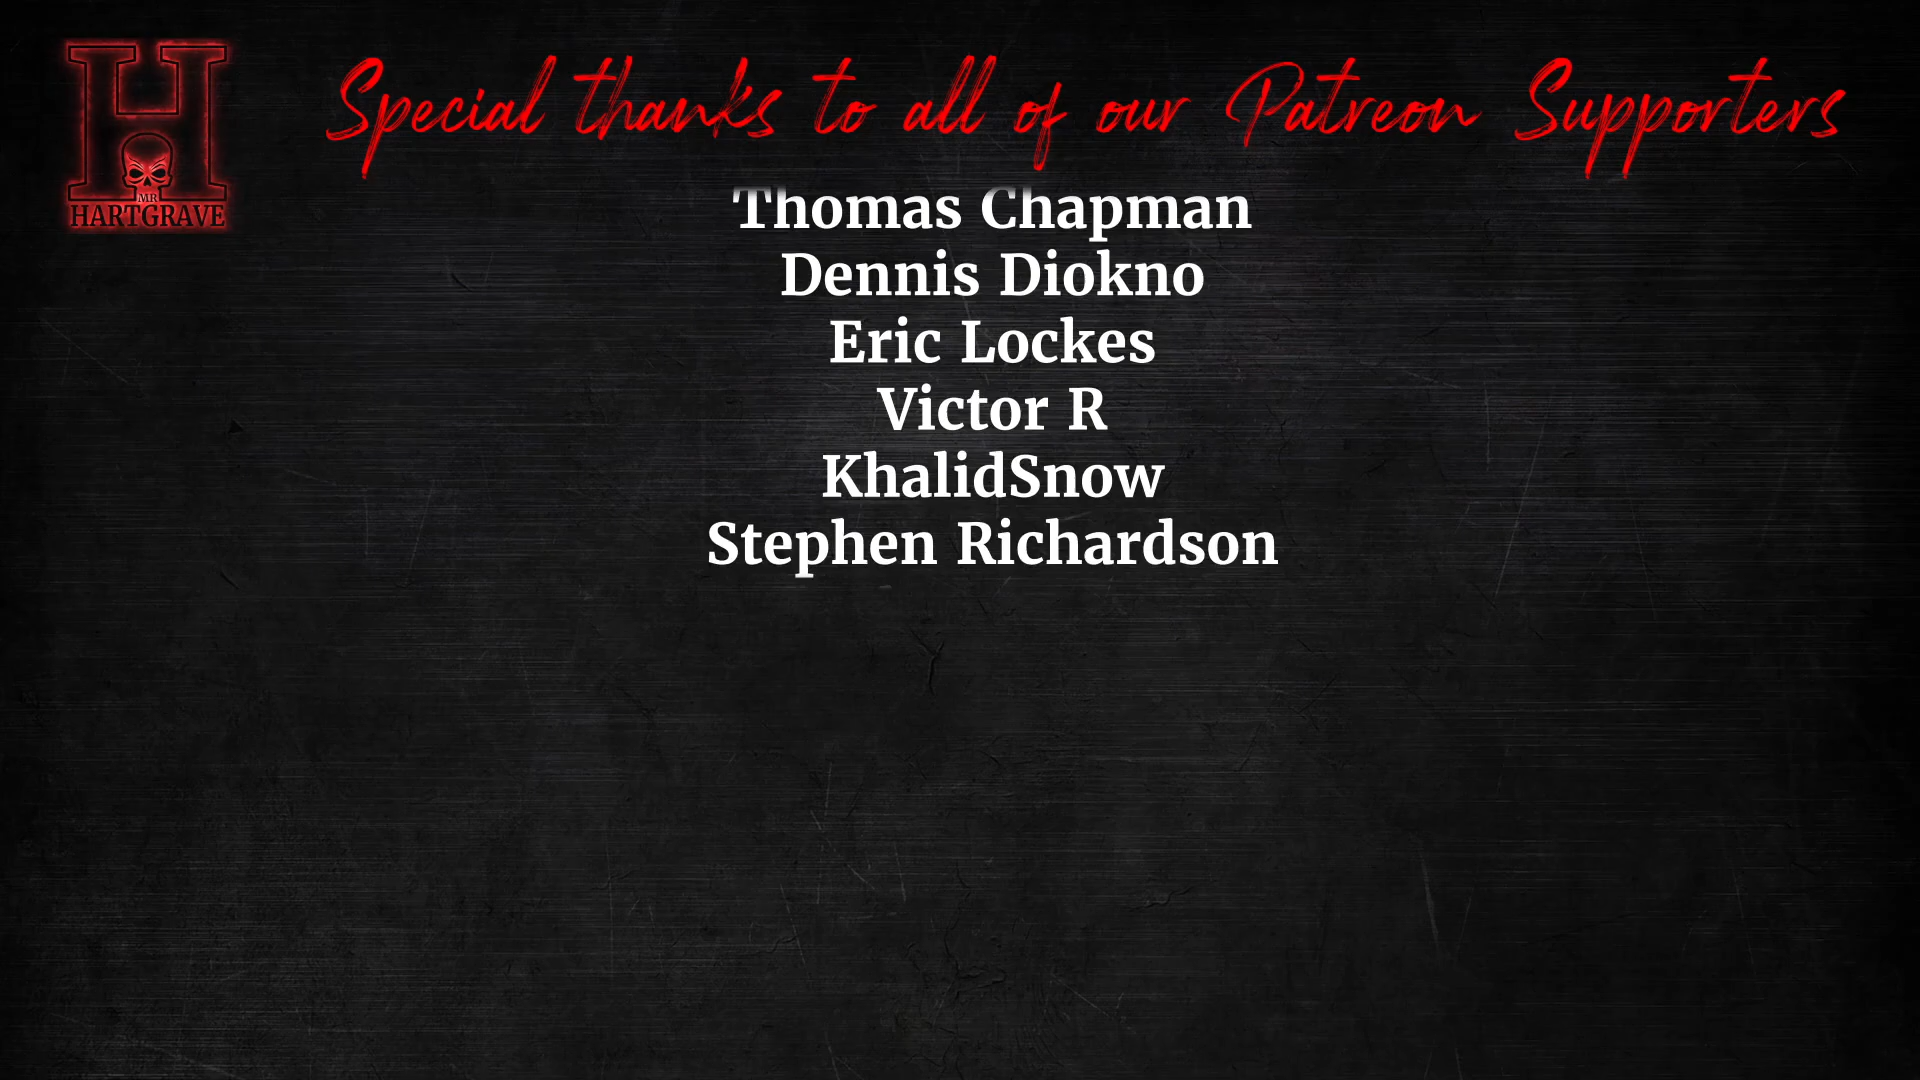 MR
HARTGRAVE
Special thanks to all of our Patreon Supporters
Thomas Chapman
Dennis Diokno
Eric Lockes
Victor R
KhalidSnow
Stephen Richardson